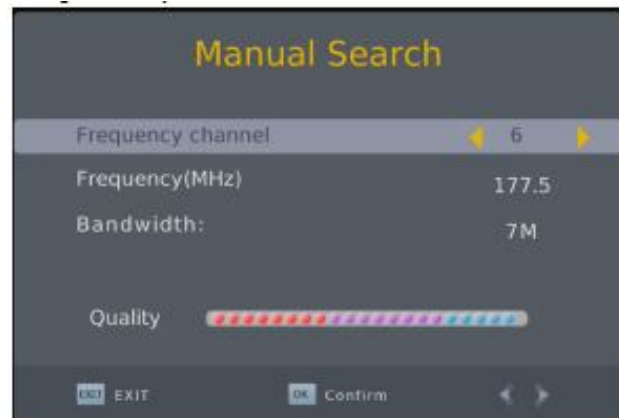 Manual Search
Frequency channel 6
Frequency(MHz) 177.5
Bandwidth: 7M
Quality
EXIT EXIT OK Confirm